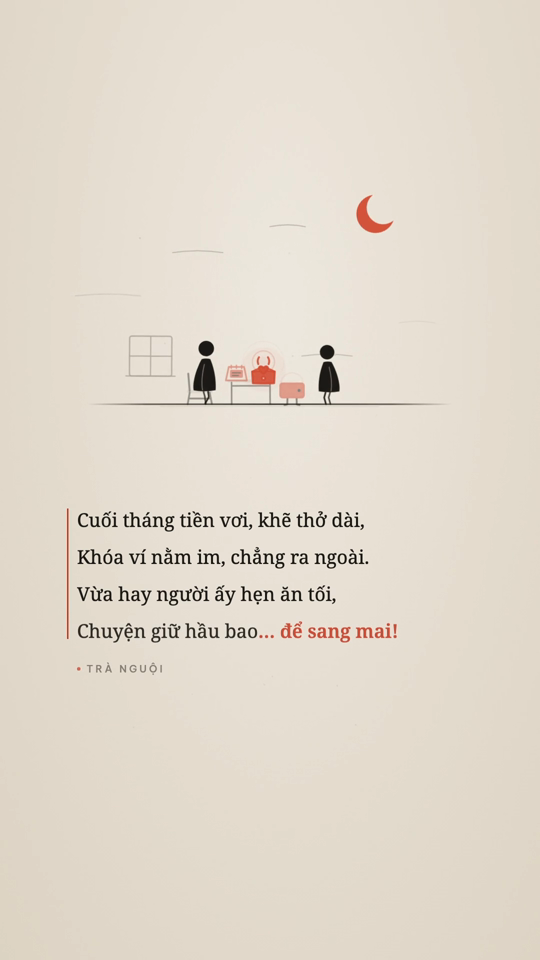 Cuối tháng tiền vơi, khẽ thở dài,
Khóa ví nằm im, chẳng ra ngoài.
Vừa hay người ấy hẹn ăn tối,
Chuyện giữ hầu bao... để sang mai!
• TRÀ NGUỘI